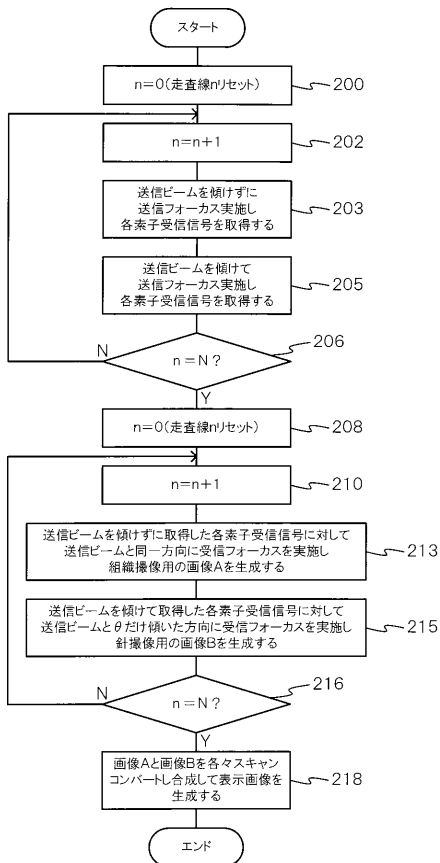 スタート
n=0(走査線nリセット)
200
n=n+1
202
送信ビームを傾けずに
送信フォーカス実施し
各素子受信信号を取得する
203
送信ビームを傾けて
送信フォーカス実施し
各素子受信信号を取得する
205
N
n=N?
206
Y
n=0(走査線nリセット)
208
n=n+1
210
送信ビームを傾けずに取得した各素子受信信号に対して
送信ビームと同一方向に受信フォーカスを実施し
組織撮像用の画像Aを生成する
213
送信ビームを傾けて取得した各素子受信信号に対して
送信ビームとθだけ傾いた方向に受信フォーカスを実施し
針撮像用の画像Bを生成する
215
N
n=N?
216
Y
画像Aと画像Bを各々スキャン
コンバートし合成して表示画像を
生成する
218
エンド